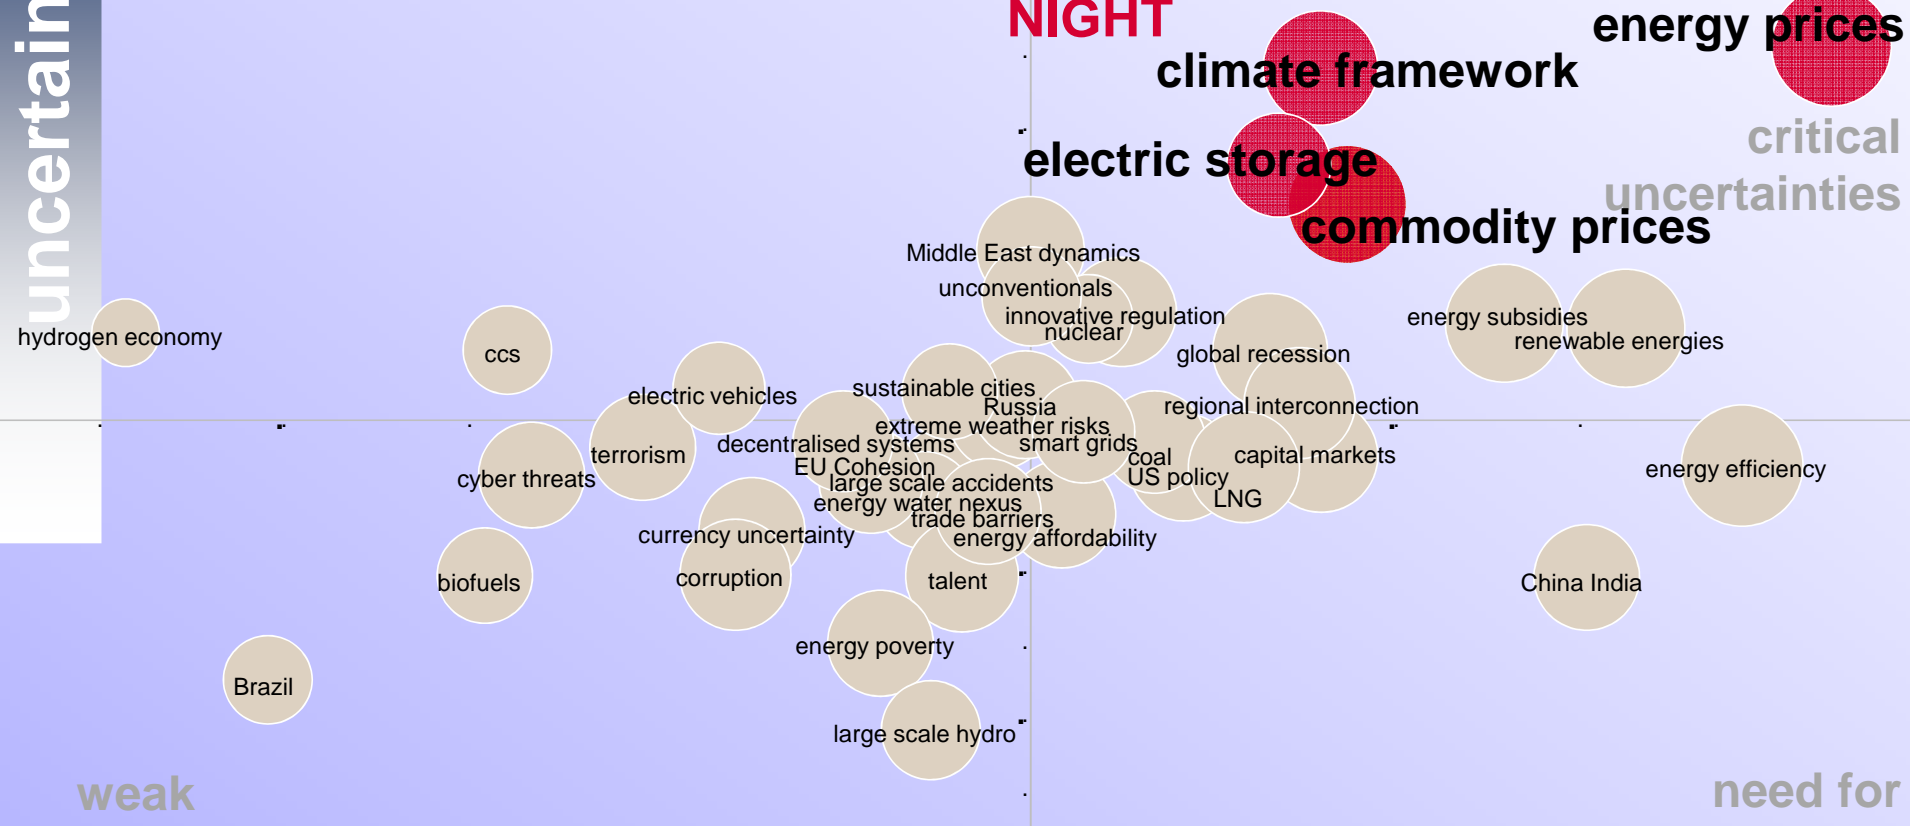 uncertain
NIGHT
energy prices
climate framework
critical
uncertainties
electric storage
commodity prices
Middle East dynamics
unconventionals
innovative regulation
nuclear
energy subsidies
renewable energies
hydrogen economy
ccs
global recession
electric vehicles
sustainable cities
Russia
regional interconnection
extreme weather risks
decentralised systems
smart grids
terrorism
coal
capital markets
EU Cohesion
energy efficiency
cyber threats
large scale accidents
US policy
LNG
energy water nexus
trade barriers
currency uncertainty
energy affordability
biofuels
corruption
talent
China India
energy poverty
Brazil
large scale hydro
weak
need for